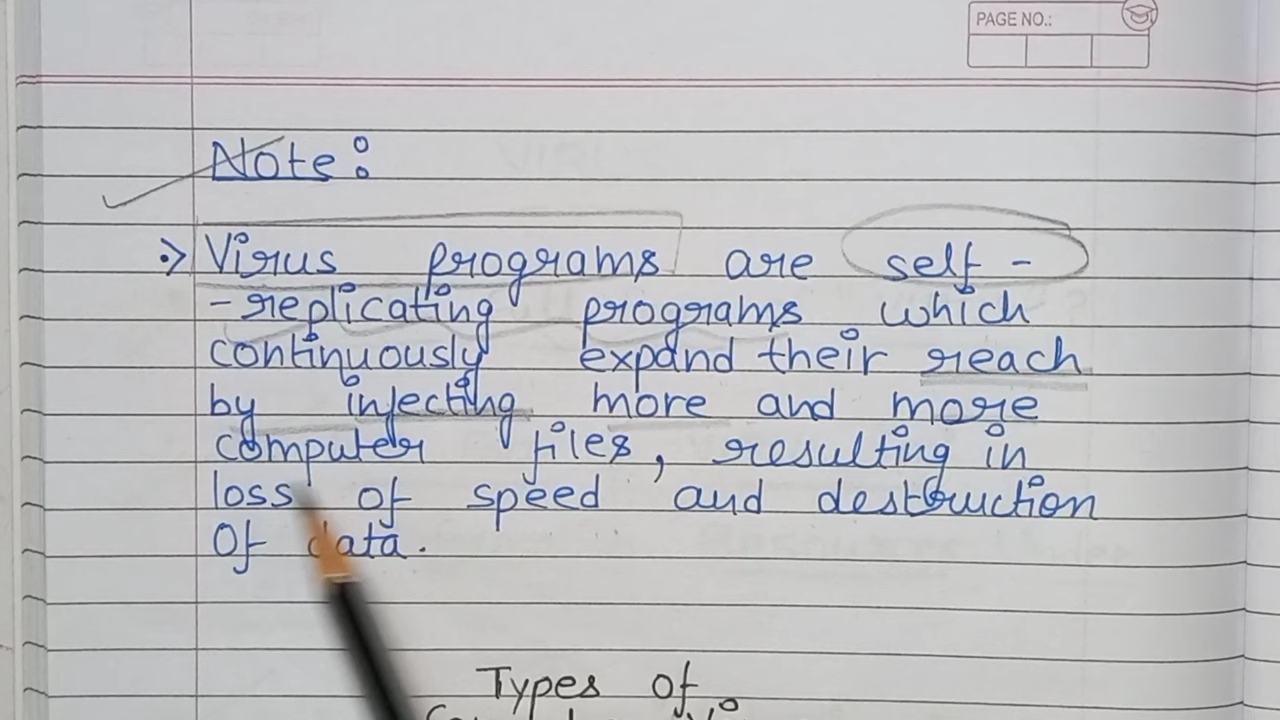 PAGE NO.:
Note:
Virus programs are self-
-replicating programs which
continuously expand their reach
by injecting more and more
computer files, resulting in
loss of speed and destruction
Of data.
Types of